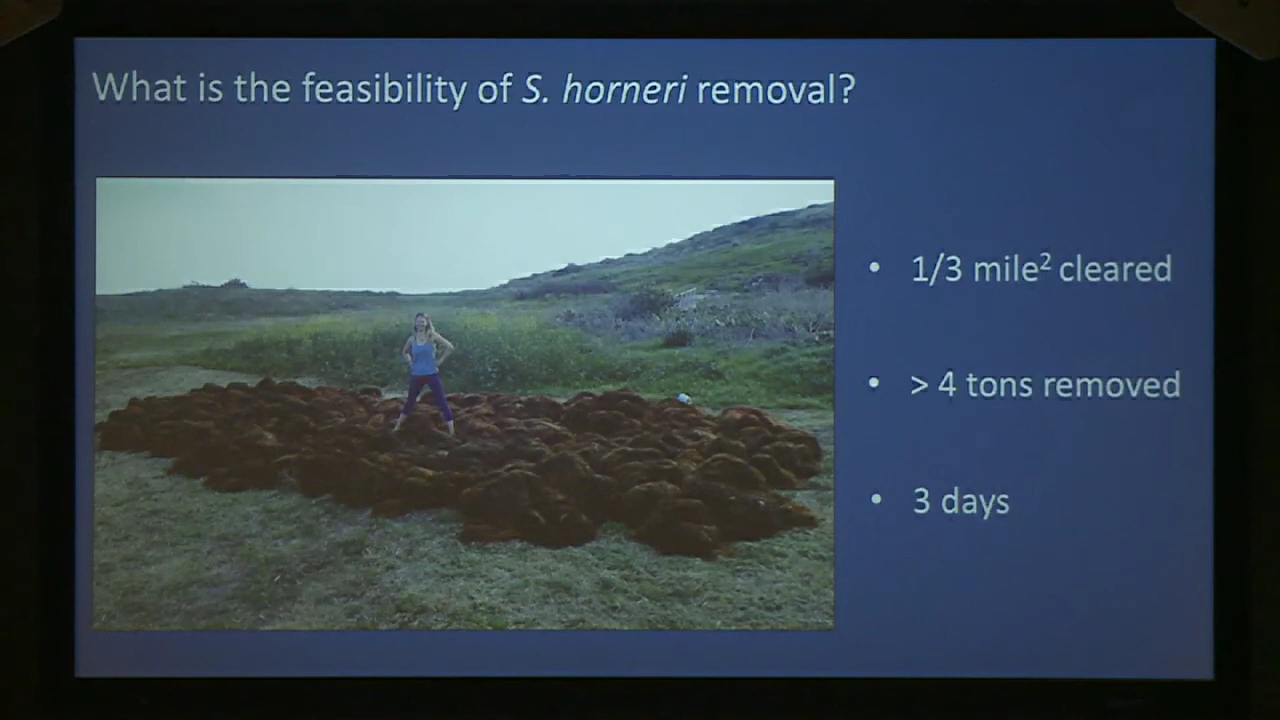 What is the feasibility of S. horneri removal?
• 1/3 mile² cleared
• > 4 tons removed
• 3 days